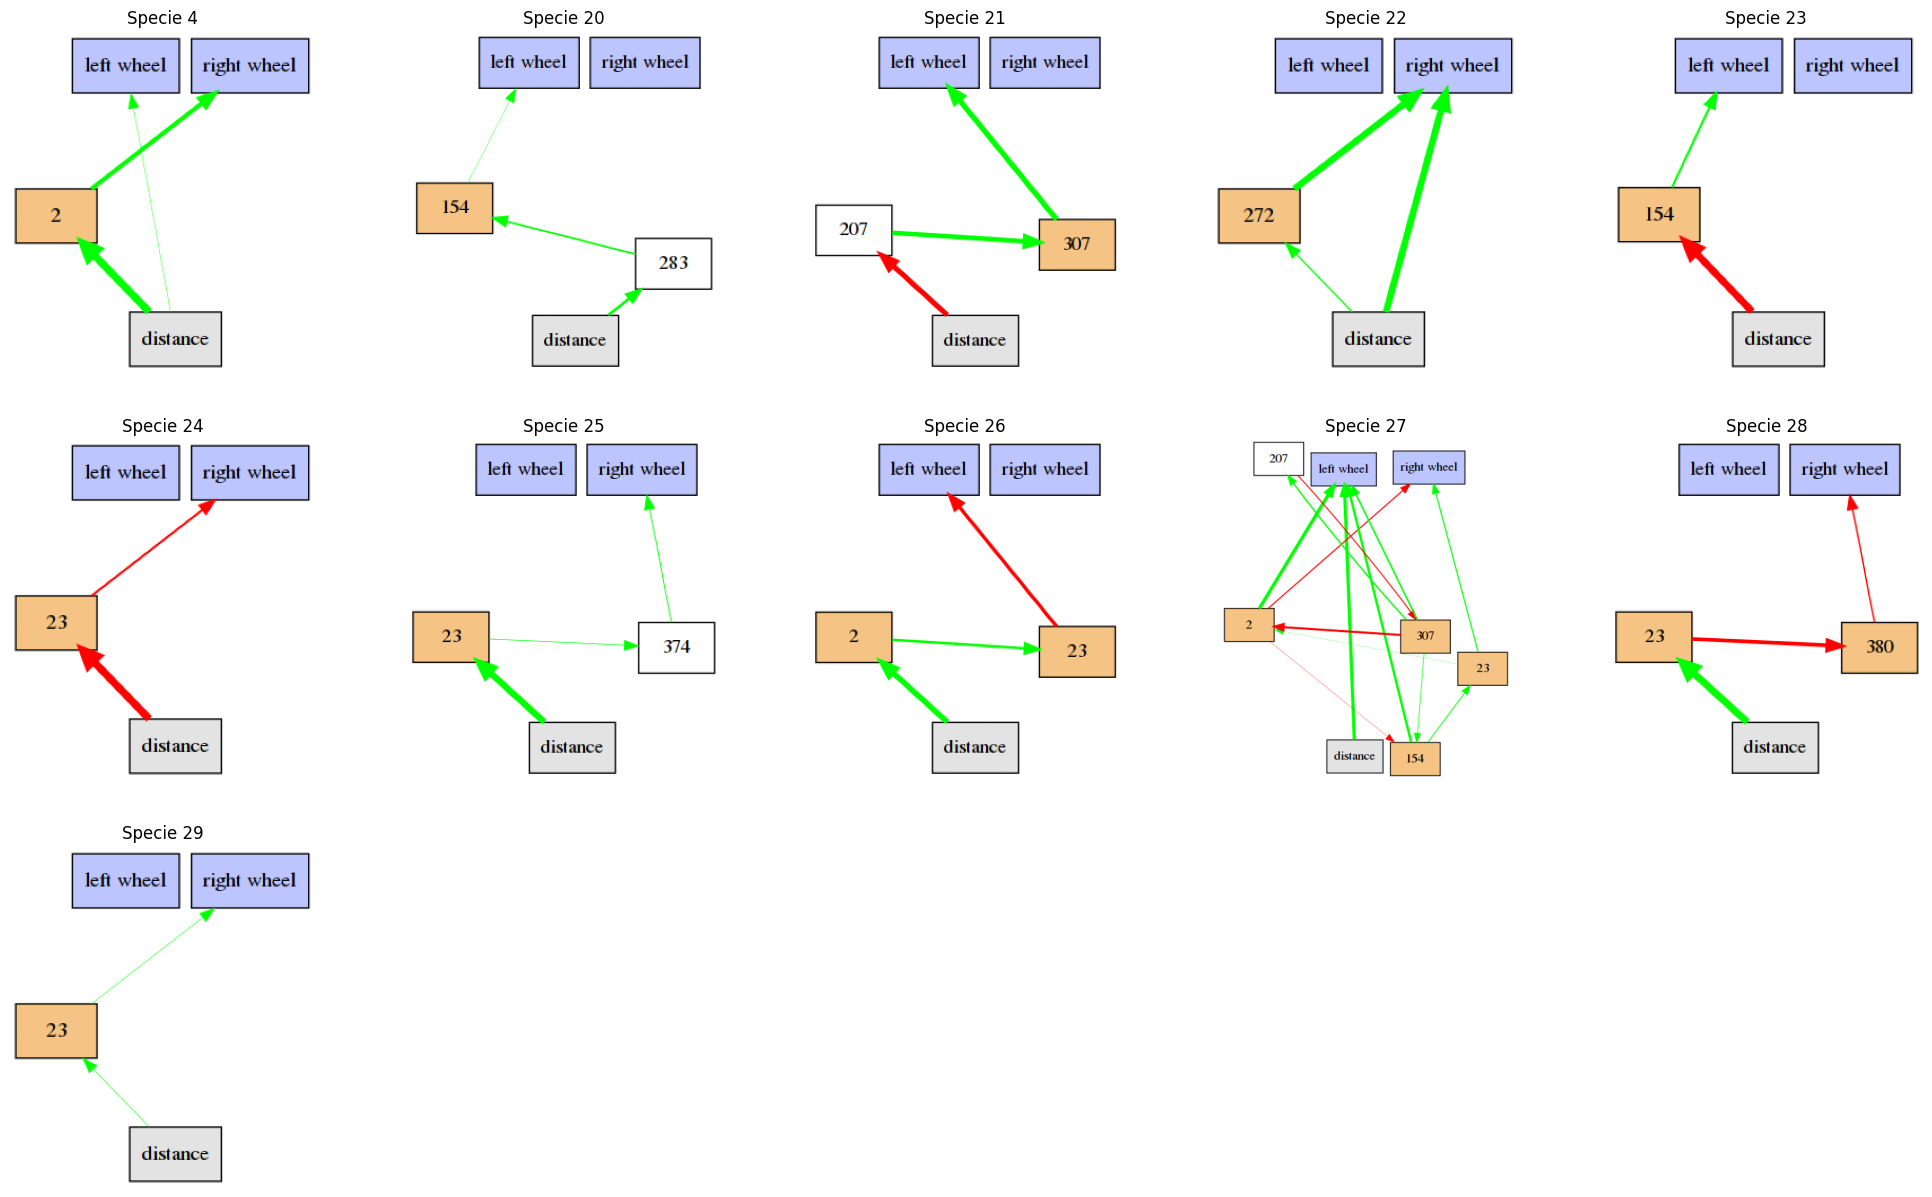 Specie 4
left wheel
right wheel
2
distance
Specie 20
left wheel
right wheel
154
283
distance
Specie 21
left wheel
right wheel
207
307
distance
Specie 22
left wheel
right wheel
272
distance
Specie 23
left wheel
right wheel
154
distance
Specie 24
left wheel
right wheel
23
distance
Specie 25
left wheel
right wheel
23
374
distance
Specie 26
left wheel
right wheel
2
23
distance
Specie 27
207
left wheel
right wheel
2
307
23
distance
154
Specie 28
left wheel
right wheel
23
380
distance
Specie 29
left wheel
right wheel
23
distance